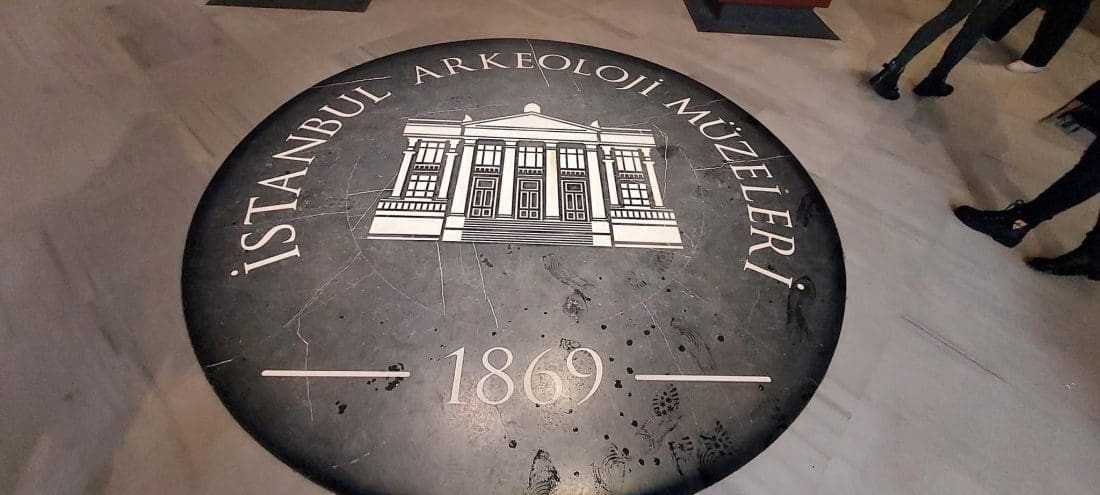 İSTANBUL ARKEOLOJİ MÜZELERİ
1869